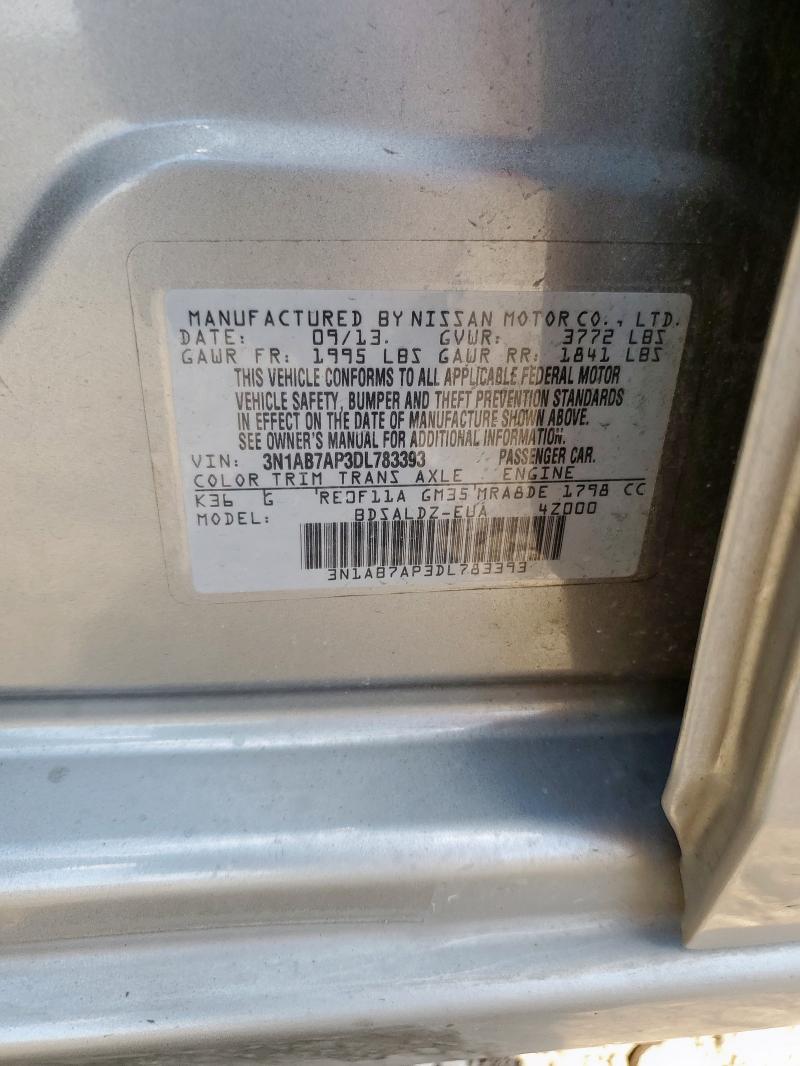 MANUFACTURED BY NISSAN MOTOR CO., LTD.
DATE: 09/13. GVWR: 3772 LBS
GAWR FR: 1995 LBS GAWR RR: 1841 LBS
THIS VEHICLE CONFORMS TO ALL APPLICABLE FEDERAL MOTOR
VEHICLE SAFETY, BUMPER AND THEFT PREVENTION STANDARDS
IN EFFECT ON THE DATE OF MANUFACTURE SHOWN ABOVE.
SEE OWNER'S MANUAL FOR ADDITIONAL INFORMATION.
VIN: 3N1AB7AP3DL783393 PASSENGER CAR.
COLOR TRIM TRANS AXLE ENGINE
K36 G RE0F11A GM35 MRA8DE 1798 CC
MODEL: BDSALDZ-EUA 4Z000
3N1AB7AP3DL783393